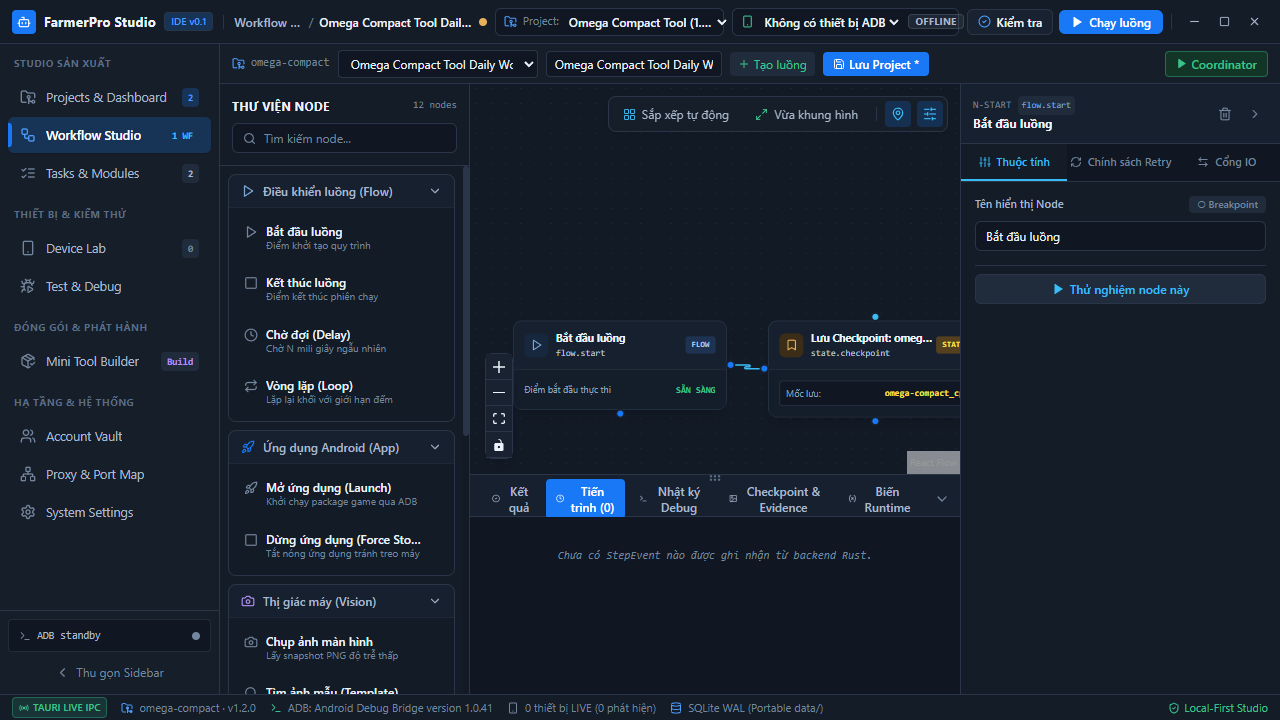 FarmerPro Studio
IDE v0.1
Workflow ... / Omega Compact Tool Dail...
Project: Omega Compact Tool (1....
Không có thiết bị ADB
OFFLINE
Kiểm tra
Chạy luồng
STUDIO SẢN XUẤT
Projects & Dashboard 2
Workflow Studio 1 WF
Tasks & Modules 2
THIẾT BỊ & KIỂM THỬ
Device Lab 0
Test & Debug
ĐÓNG GÓI & PHÁT HÀNH
Mini Tool Builder Build
HẠ TẦNG & HỆ THỐNG
Account Vault
Proxy & Port Map
System Settings
ADB standby
Thu gọn Sidebar
omega-compact
Omega Compact Tool Daily Wo
Omega Compact Tool Daily W
+ Tạo luồng
Lưu Project *
Coordinator
THƯ VIỆN NODE
12 nodes
Tìm kiếm node...
Điều khiển luồng (Flow)
Bắt đầu luồng
Điểm khởi tạo quy trình
Kết thúc luồng
Điểm kết thúc phiên chạy
Chờ đợi (Delay)
Chờ N mili giây ngẫu nhiên
Vòng lặp (Loop)
Lặp lại khối với giới hạn đếm
Ứng dụng Android (App)
Mở ứng dụng (Launch)
Khởi chạy package game qua ADB
Dừng ứng dụng (Force Sto...
Tắt nóng ứng dụng tránh treo máy
Thị giác máy (Vision)
Chụp ảnh màn hình
Lấy snapshot PNG độ trễ thấp
Tìm ảnh mẫu (Template)
Sắp xếp tự động
Vừa khung hình
Bắt đầu luồng
flow.start
FLOW
Điểm bắt đầu thực thi
SẴN SÀNG
Lưu Checkpoint: omeg...
state.checkpoint
STAT
Mốc lưu:
omega-compact_cp
React Flow
Kết quả
Tiến trình (0)
Nhật ký Debug
Checkpoint & Evidence
Biến Runtime
Chưa có StepEvent nào được ghi nhận từ backend Rust.
N-START flow.start
Bắt đầu luồng
Thuộc tính
Chính sách Retry
Cổng IO
Tên hiển thị Node
Breakpoint
Bắt đầu luồng
Thử nghiệm node này
TAURI LIVE IPC
omega-compact · v1.2.0
ADB: Android Debug Bridge version 1.0.41
0 thiết bị LIVE (0 phát hiện)
SQLite WAL (Portable data/)
Local-First Studio